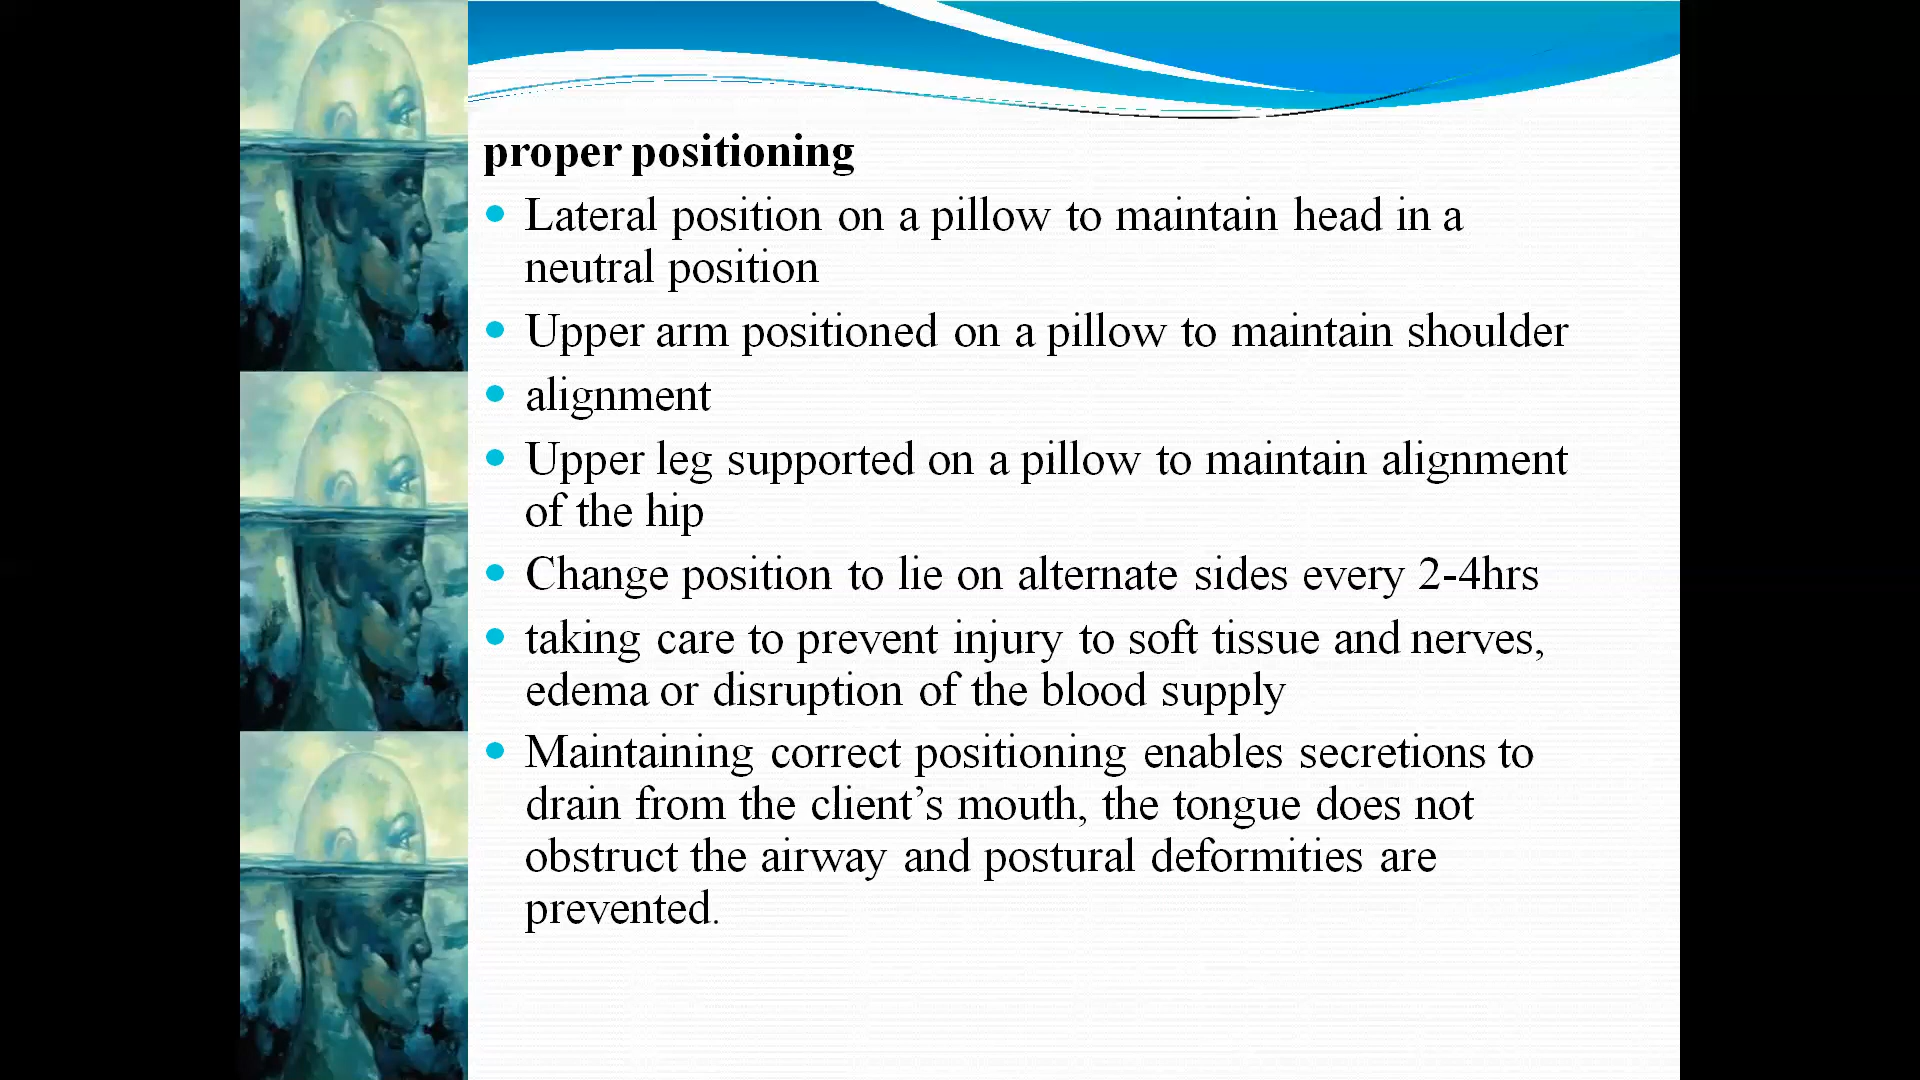 proper positioning
Lateral position on a pillow to maintain head in a
neutral position
Upper arm positioned on a pillow to maintain shoulder
alignment
Upper leg supported on a pillow to maintain alignment
of the hip
Change position to lie on alternate sides every 2-4hrs
taking care to prevent injury to soft tissue and nerves,
edema or disruption of the blood supply
Maintaining correct positioning enables secretions to
drain from the client’s mouth, the tongue does not
obstruct the airway and postural deformities are
prevented.